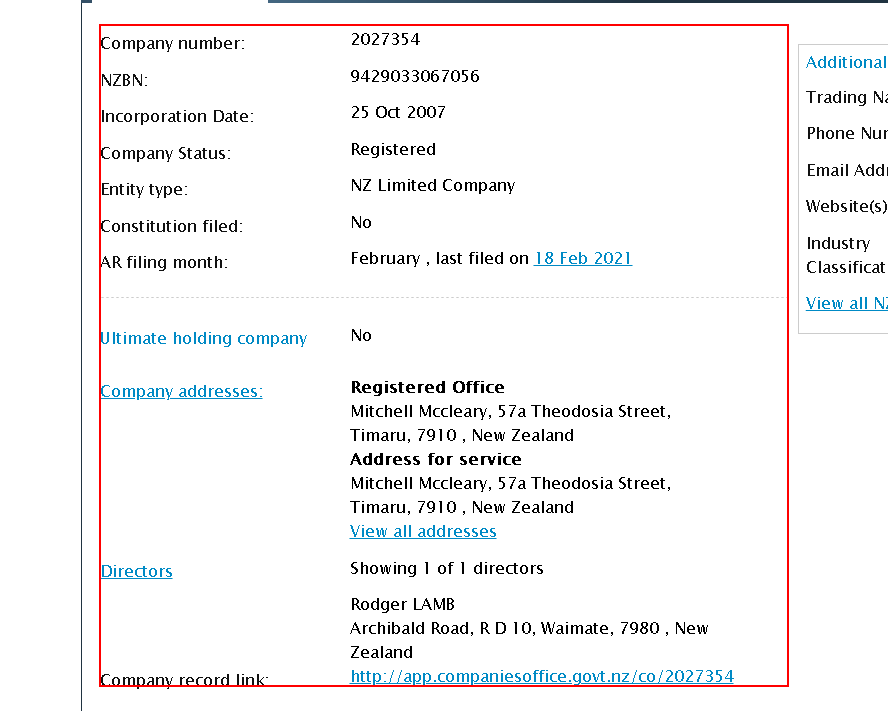 Company number: 2027354
NZBN: 9429033067056
Incorporation Date: 25 Oct 2007
Company Status: Registered
Entity type: NZ Limited Company
Constitution filed: No
AR filing month: February , last filed on 18 Feb 2021
Ultimate holding company No
Company addresses: Registered Office
Mitchell Mccleary, 57a Theodosia Street,
Timaru, 7910 , New Zealand
Address for service
Mitchell Mccleary, 57a Theodosia Street,
Timaru, 7910 , New Zealand
View all addresses
Directors Showing 1 of 1 directors
Rodger LAMB
Archibald Road, R D 10, Waimate, 7980 , New
Zealand
Company record link: http://app.companiesoffice.govt.nz/co/2027354
Additional
Trading
Phone
Email
Website(s)
Industry
View all